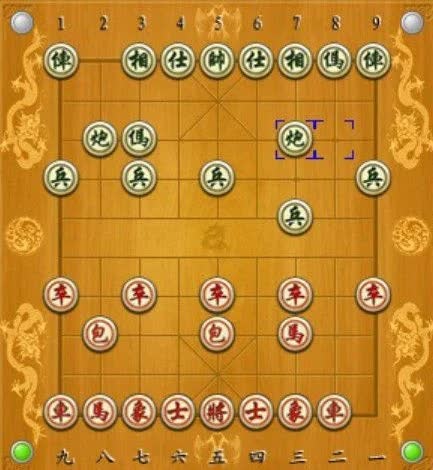 1 2 3 4 5 6 7 8 9
俥 相 仕 帥 仕 相 傌 俥
炮 傌 炮
兵 兵 兵 兵
兵
卒 卒 卒 卒 卒
包 包 馬
車 馬 象 士 將 士 象 車
九 八 七 六 五 四 三 二 一